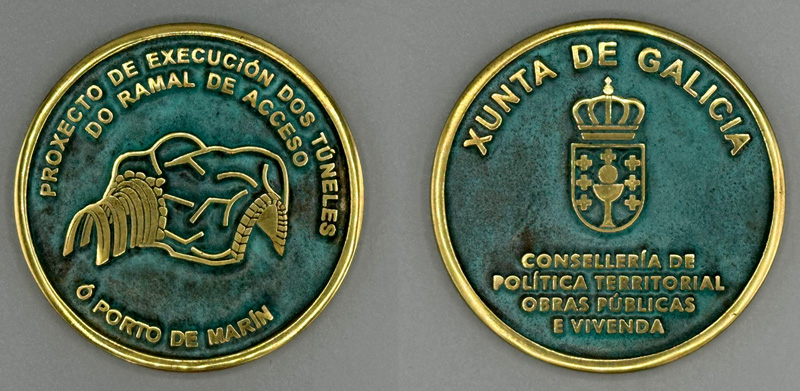 PROXECTO DE EXECUCIÓN DOS TÚNELES
DO RAMAL DE ACCESO
Ó PORTO DE MARÍN
XUNTA DE GALICIA
CONSELLERÍA DE
POLÍTICA TERRITORIAL
OBRAS PÚBLICAS
E VIVENDA